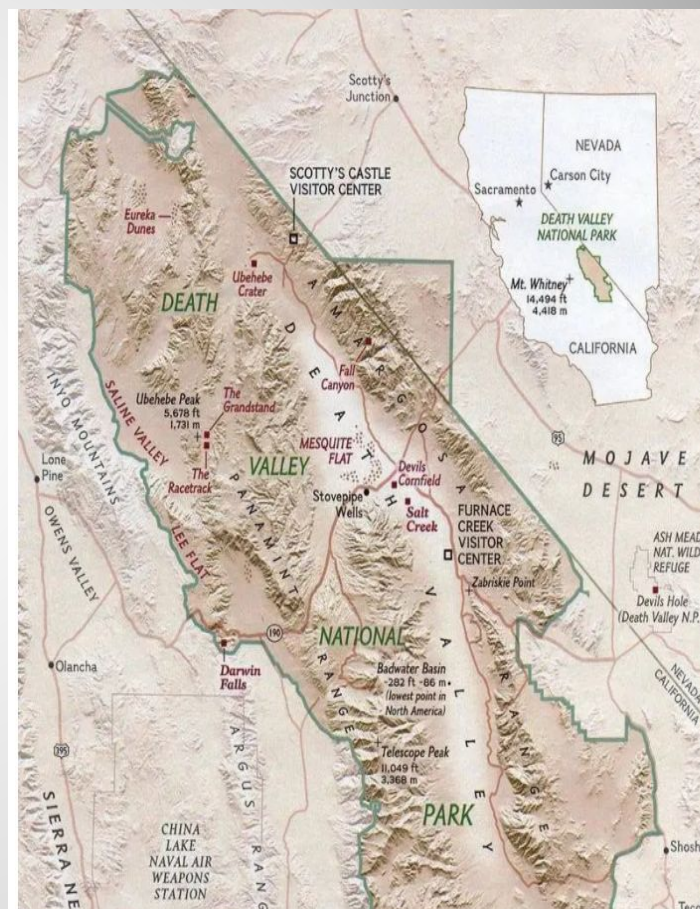 Scotty's
Junction
SCOTTY'S CASTLE
VISITOR CENTER
NEVADA
Carson City
Sacramento
DEATH VALLEY
NATIONAL PARK
Mt. Whitney
14,494 ft
4,418 m
CALIFORNIA
Eureka
Dunes
Ubehebe
Crater
DEATH
AMARGOSA
DEATH
Fall
Canyon
INYO MOUNTAINS
SALINE VALLEY
Ubehebe Peak
5,678 ft
1,731 m
The
Grandstand
The
Racetrack
MESQUITE
FLAT
VALLEY
95
MOJAVE
DESERT
Lone
Pine
Devils
Cornfield
Stovepipe
Wells
Salt
Creek
PANAMINT
FURNACE
CREEK
VISITOR
CENTER
OWENS VALLEY
LEE FLAT
ASH MEAD
NAT. WILD
REFUGE
Zabriskie Point
Devils Hole
(Death Valley N.P.
190
NATIONAL
VALLEY
RANGE
RANGE
Badwater Basin
-282 ft -86 m
(lowest point in
North America)
Olancha
Darwin
Falls
NEVADA
CALIFORNIA
395
Telescope Peak
11,049 ft
3,368 m
ARGUS RANG
PARK
SIERRA NE
CHINA
LAKE
NAVAL AIR
WEAPONS
STATION
Shosh